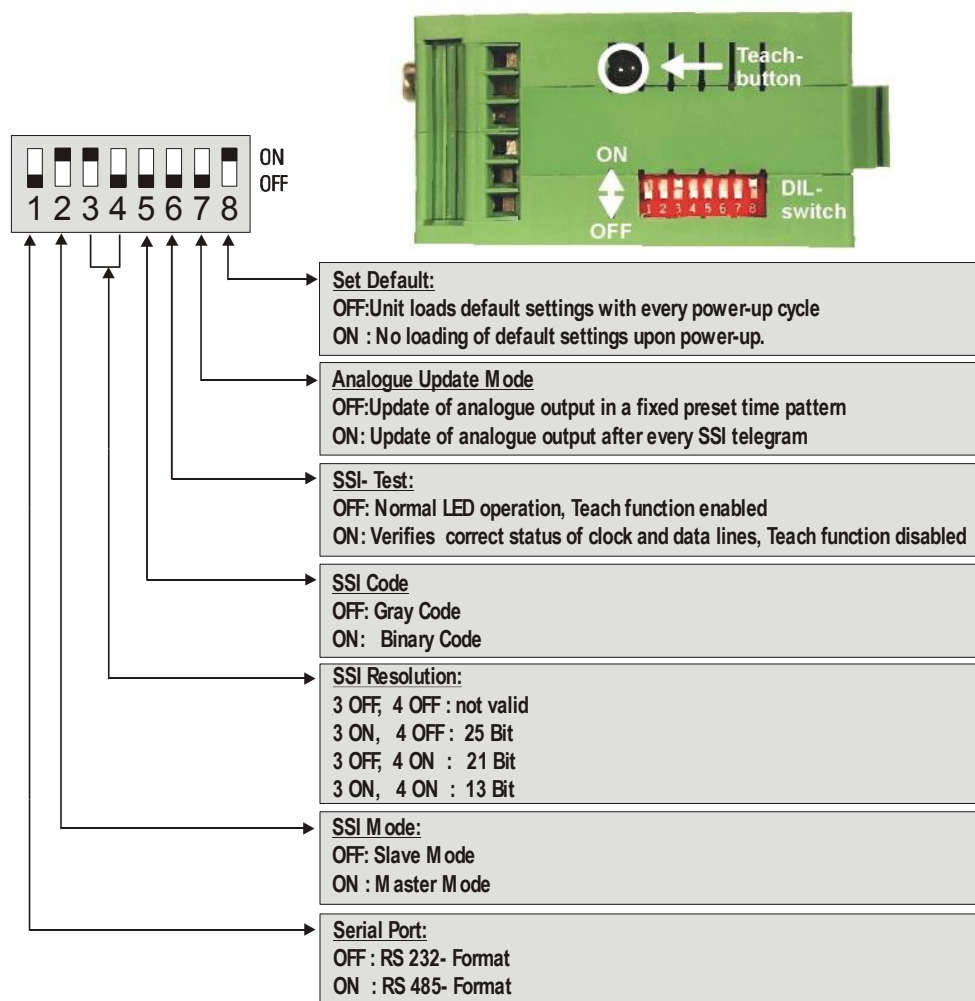 Teach-
button
ON
OFF
1 2 3 4 5 6 7 8
DIL-
switch
ON
OFF
1 2 3 4 5 6 7 8
Set Default:
OFF:Unit loads default settings with every power-up cycle
ON : No loading of default settings upon power-up.
Analogue Update Mode
OFF:Update of analogue output in a fixed preset time pattern
ON: Update of analogue output after every SSI telegram
SSI- Test:
OFF: Normal LED operation, Teach function enabled
ON: Verifies correct status of clock and data lines, Teach function disabled
SSI Code
OFF: Gray Code
ON: Binary Code
SSI Resolution:
3 OFF, 4 OFF : not valid
3 ON, 4 OFF : 25 Bit
3 OFF, 4 ON : 21 Bit
3 ON, 4 ON : 13 Bit
SSI Mode:
OFF: Slave Mode
ON : Master Mode
Serial Port:
OFF : RS 232- Format
ON : RS 485- Format